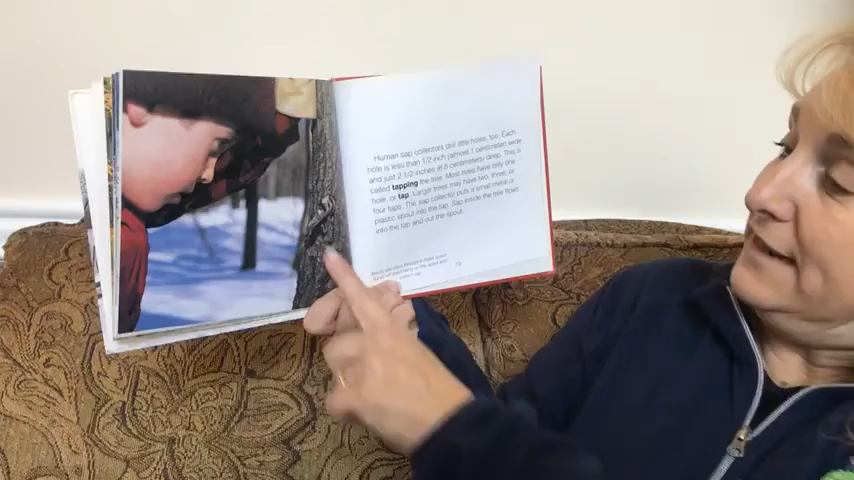 Human sap collectors drill little holes, too. Each
hole is less than 1/2 inch (almost 1 centimeter) wide
and just 2 1/2 inches (6.3 centimeters) deep. This is
called tapping the tree. Most trees have only one
hole, or tap. Larger trees may have two, three, or
four taps. The sap collector puts a small metal or
plastic spout into the tap. Sap inside the tree flows
into the tap and out the spout.